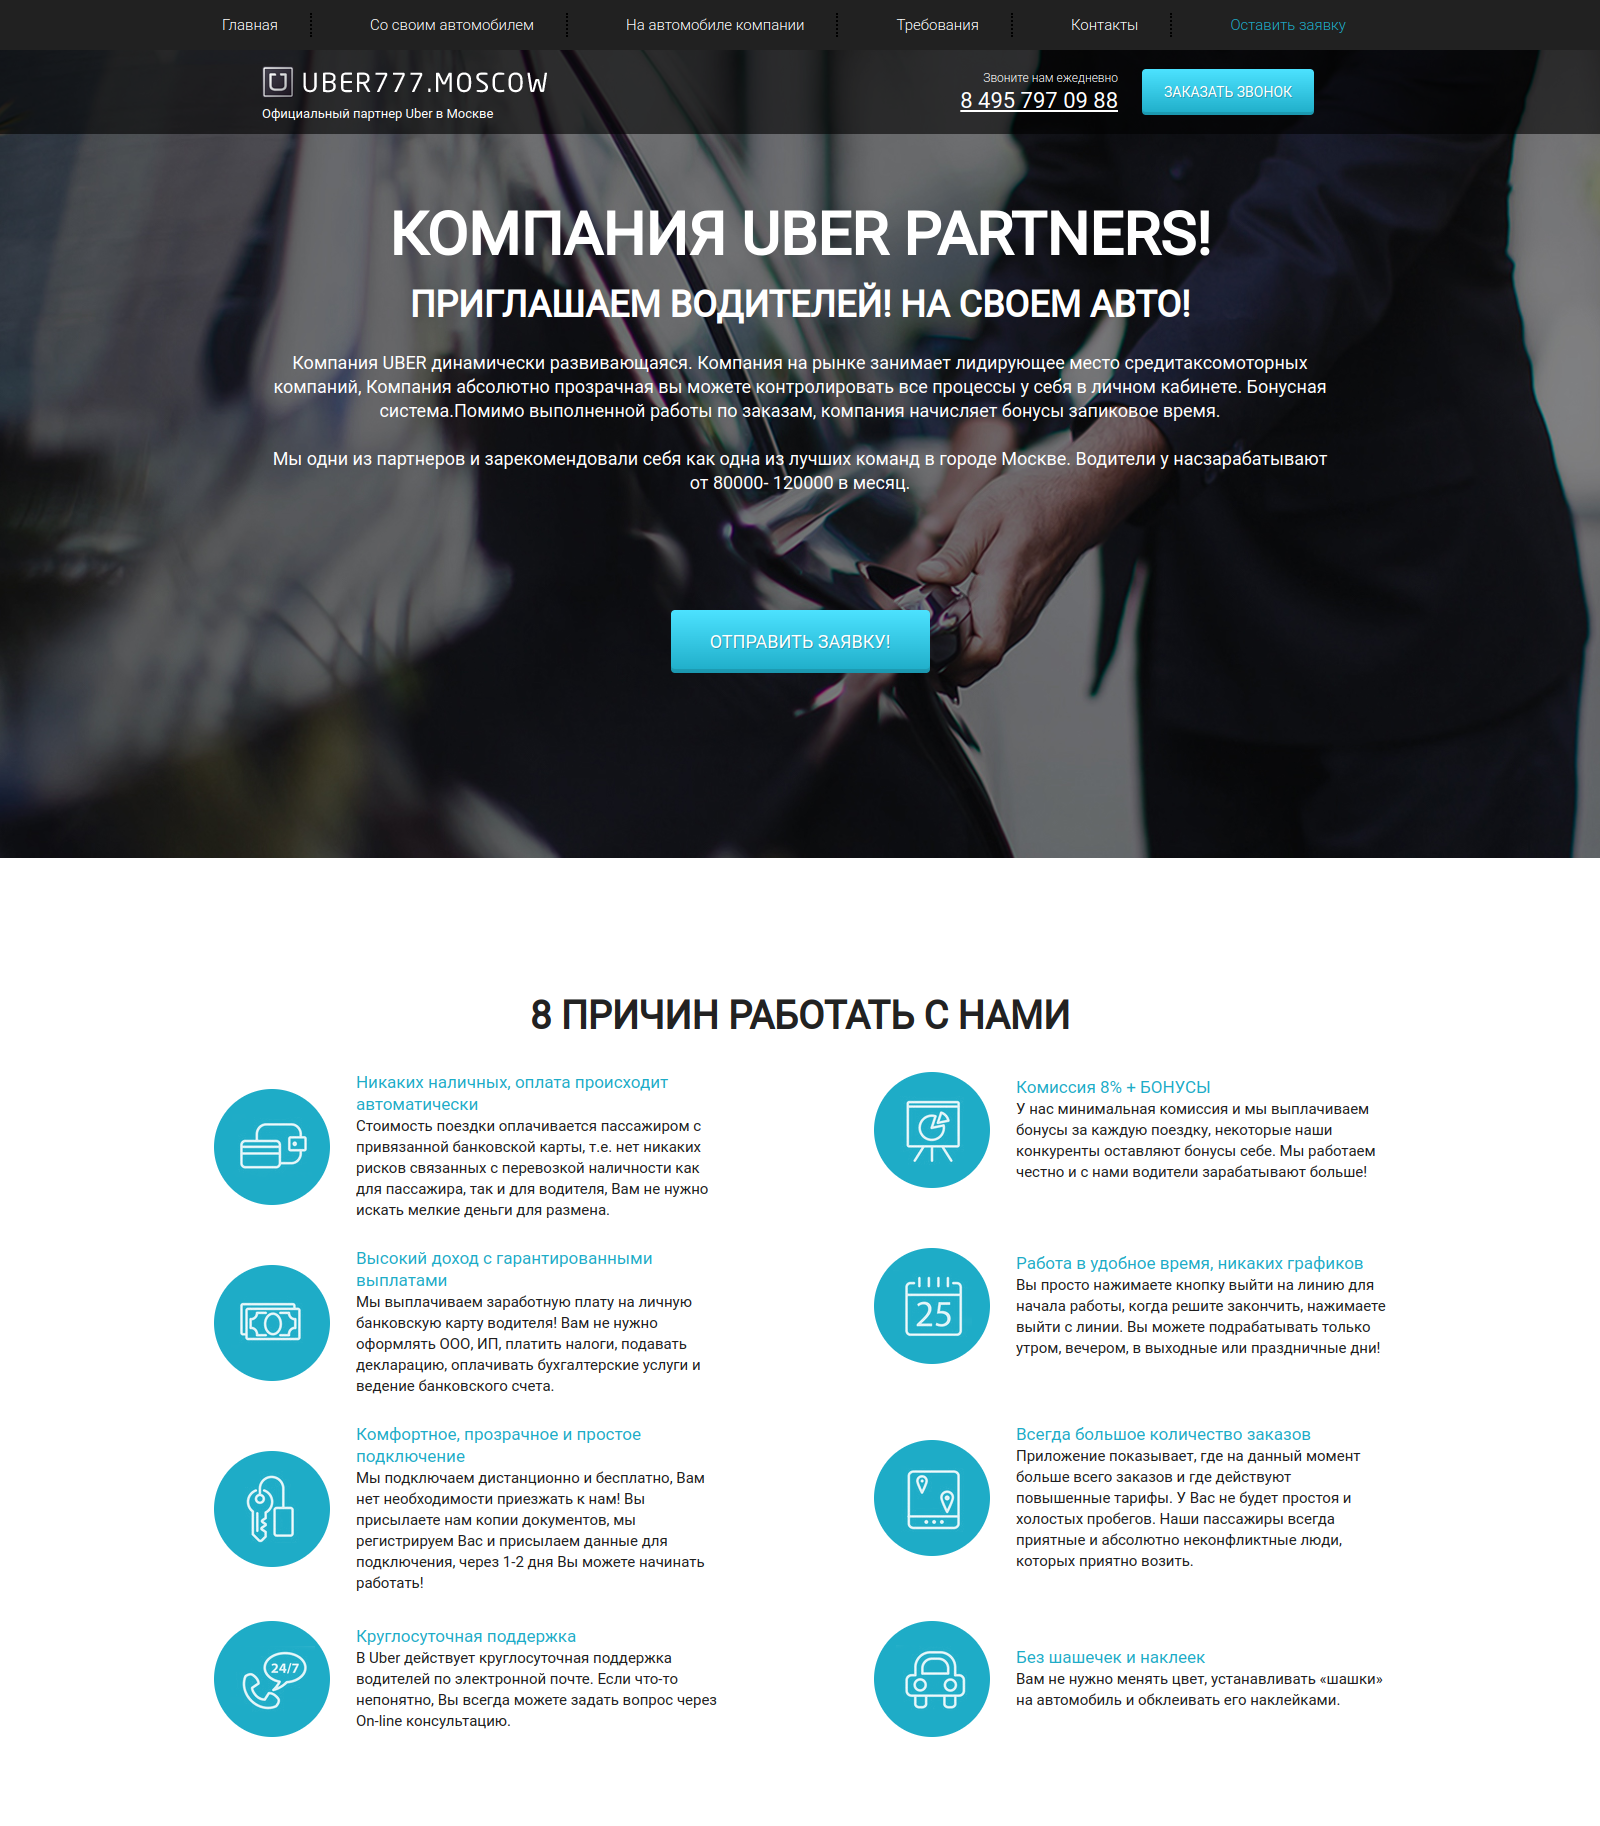 Главная
Со своим автомобилем
На автомобиле компании
Требования
Контакты
Оставить заявку
UBER777.MOSCOW
Официальный партнер Uber в Москве
Звоните нам ежедневно
8 495 797 09 88
ЗАКАЗАТЬ ЗВОНОК
КОМПАНИЯ UBER PARTNERS!
ПРИГЛАШАЕМ ВОДИТЕЛЕЙ! НА СВОЕМ АВТО!
Компания UBER динамически развивающаяся. Компания на рынке занимает лидирующее место средитаксомоторных
компаний, Компания абсолютно прозрачная вы можете контролировать все процессы у себя в личном кабинете. Бонусная
система.Помимо выполненной работы по заказам, компания начисляет бонусы запиковое время.
Мы одни из партнеров и зарекомендовали себя как одна из лучших команд в городе Москве. Водители у насзарабатывают
от 80000- 120000 в месяц.
ОТПРАВИТЬ ЗАЯВКУ!
8 ПРИЧИН РАБОТАТЬ С НАМИ
Никаких наличных, оплата происходит
автоматически
Стоимость поездки оплачивается пассажиром с
привязанной банковской карты, т.е. нет никаких
рисков связанных с перевозкой наличности как
для пассажира, так и для водителя, Вам не нужно
искать мелкие деньги для размена.
Комиссия 8% + БОНУСЫ
У нас минимальная комиссия и мы выплачиваем
бонусы за каждую поездку, некоторые наши
конкуренты оставляют бонусы себе. Мы работаем
честно и с нами водители зарабатывают больше!
Высокий доход с гарантированными
выплатами
Мы выплачиваем заработную плату на личную
банковскую карту водителя! Вам не нужно
оформлять ООО, ИП, платить налоги, подавать
декларацию, оплачивать бухгалтерские услуги и
ведение банковского счета.
25
Работа в удобное время, никаких графиков
Вы просто нажимаете кнопку выйти на линию для
начала работы, когда решите закончить, нажимаете
выйти с линии. Вы можете подрабатывать только
утром, вечером, в выходные или праздничные дни!
Комфортное, прозрачное и простое
подключение
Мы подключаем дистанционно и бесплатно, Вам
нет необходимости приезжать к нам! Вы
присылаете нам копии документов, мы
регистрируем Вас и присылаем данные для
подключения, через 1-2 дня Вы можете начинать
работать!
Всегда большое количество заказов
Приложение показывает, где на данный момент
больше всего заказов и где действуют
повышенные тарифы. У Вас не будет простоя и
холостых пробегов. Наши пассажиры всегда
приятные и абсолютно неконфликтные люди,
которых приятно возить.
24/7
Круглосуточная поддержка
В Uber действует круглосуточная поддержка
водителей по электронной почте. Если что-то
непонятно, Вы всегда можете задать вопрос через
On-line консультацию.
Без шашечек и наклеек
Вам не нужно менять цвет, устанавливать «шашки»
на автомобиль и обклеивать его наклейками.